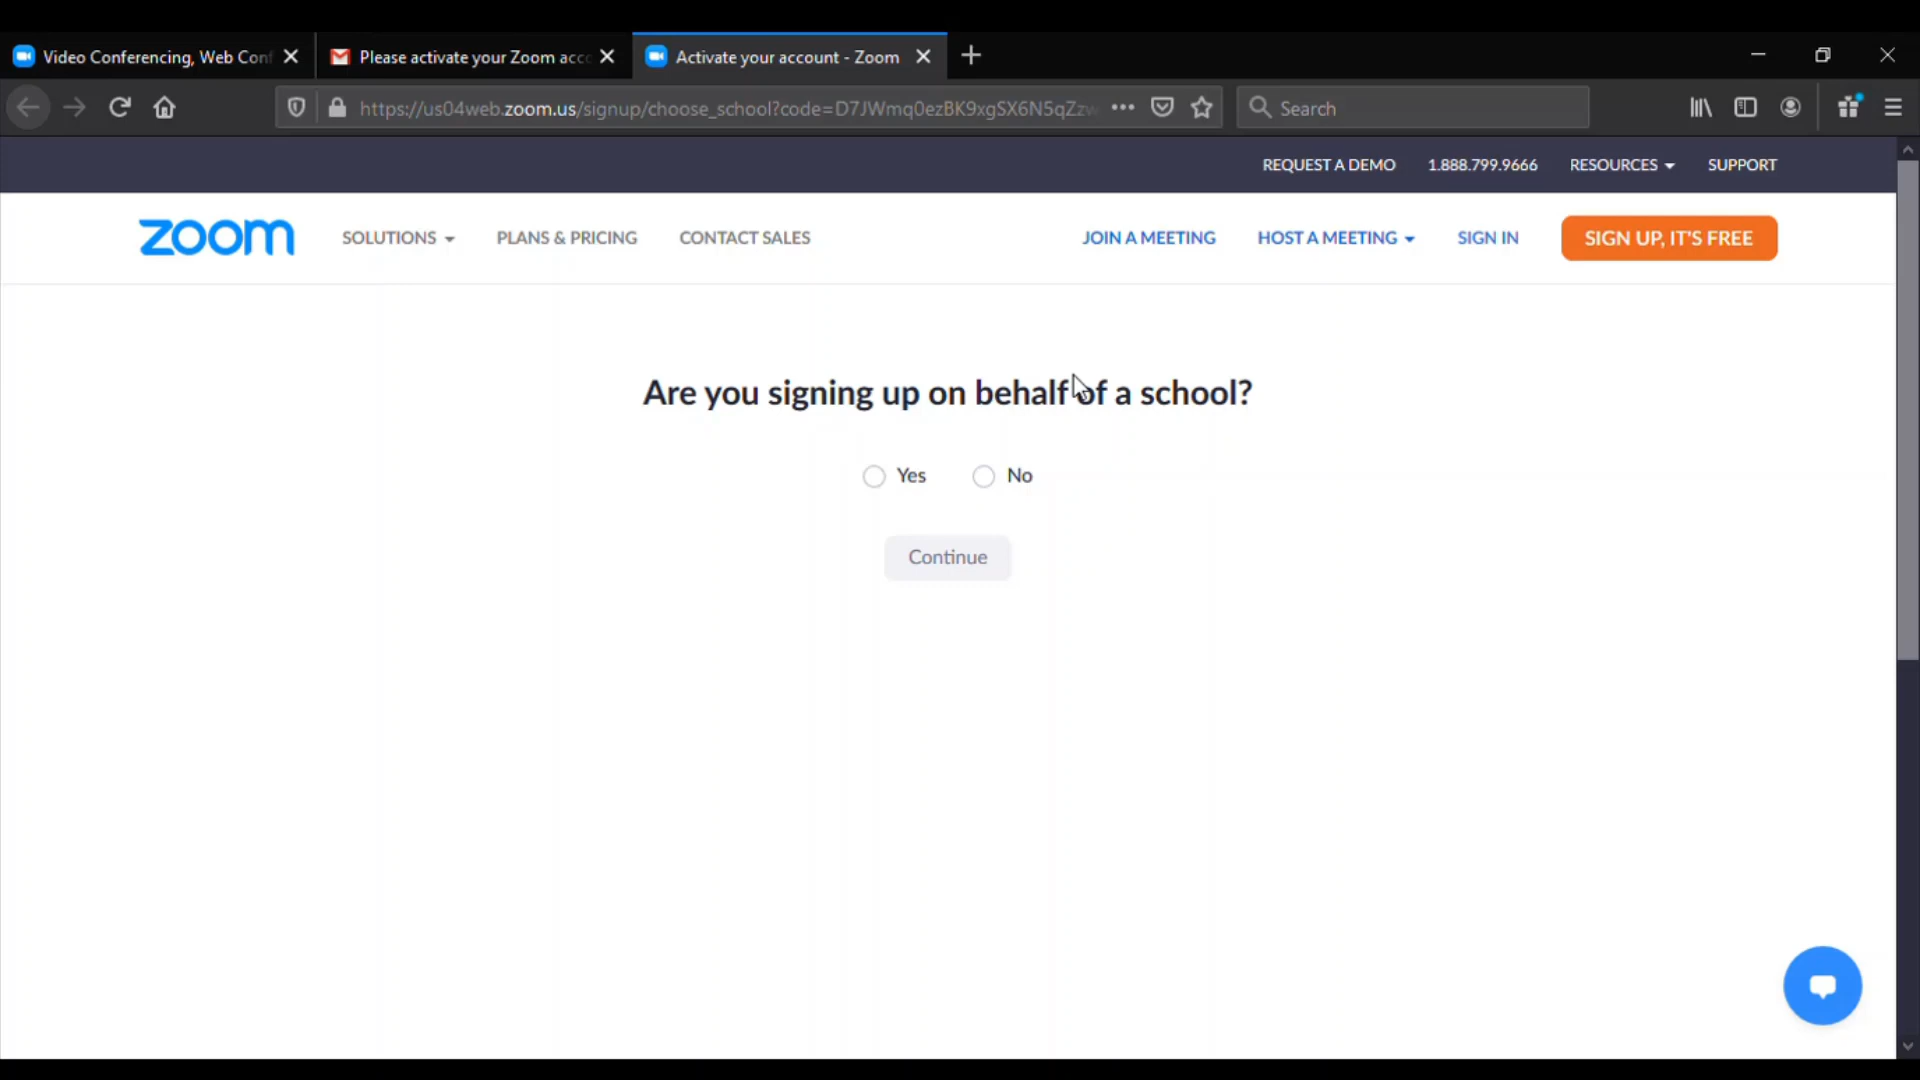 Video Conferencing, Web Conf
Please activate your Zoom acco
Activate your account - Zoom
https://us04web.zoom.us/signup/choose_school?code=D7JWmq0ezBK9xgSX6N5qZzw
Search
REQUEST A DEMO
1.888.799.9666
RESOURCES
SUPPORT
zoom
SOLUTIONS
PLANS & PRICING
CONTACT SALES
JOIN A MEETING
HOST A MEETING
SIGN IN
SIGN UP, IT'S FREE
Are you signing up on behalf of a school?
Yes
No
Continue